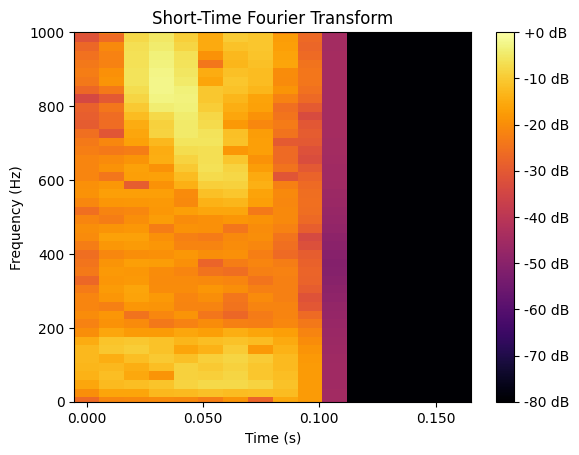 Short-Time Fourier Transform
1000
800
600
400
200
0
Frequency (Hz)
0.000
0.050
0.100
0.150
Time (s)
+0 dB
-10 dB
-20 dB
-30 dB
-40 dB
-50 dB
-60 dB
-70 dB
-80 dB